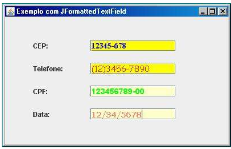 Exemplo com JFormattedTextField
CEP: 12345-678
Telefone: (12)3456-7890
CPF: 123456789-00
Data: 12/34/5678